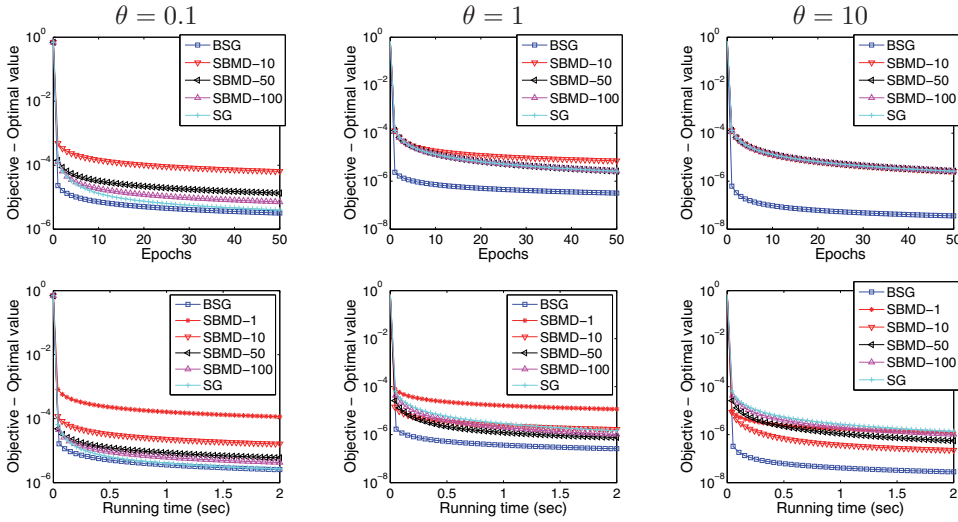 θ = 0.1
θ = 1
θ = 10
Objective − Optimal value
10^0
10^−2
10^−4
10^−6
0 10 20 30 40 50
Epochs
BSG
SBMD−10
SBMD−50
SBMD−100
SG
Objective − Optimal value
10^0
10^−2
10^−4
10^−6
10^−8
0 10 20 30 40 50
Epochs
BSG
SBMD−10
SBMD−50
SBMD−100
SG
Objective − Optimal value
10^0
10^−2
10^−4
10^−6
10^−8
0 10 20 30 40 50
Epochs
BSG
SBMD−10
SBMD−50
SBMD−100
SG
Objective − Optimal value
10^0
10^−2
10^−4
10^−6
0 0.5 1 1.5 2
Running time (sec)
BSG
SBMD−1
SBMD−10
SBMD−50
SBMD−100
SG
Objective − Optimal value
10^0
10^−2
10^−4
10^−6
10^−8
0 0.5 1 1.5 2
Running time (sec)
BSG
SBMD−1
SBMD−10
SBMD−50
SBMD−100
SG
Objective − Optimal value
10^0
10^−2
10^−4
10^−6
10^−8
0 0.5 1 1.5 2
Running time (sec)
BSG
SBMD−1
SBMD−10
SBMD−50
SBMD−100
SG